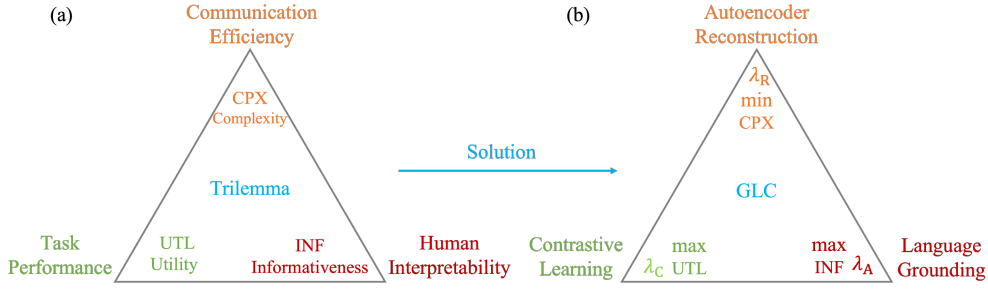 (a)
Communication
Efficiency
CPX
Complexity
Trilemma
Task
Performance
UTL
Utility
INF
Informativeness
Human
Interpretability
Solution
(b)
Autoencoder
Reconstruction
λR
min
CPX
GLC
Contrastive
Learning
max
λC UTL
max
INF λA
Language
Grounding